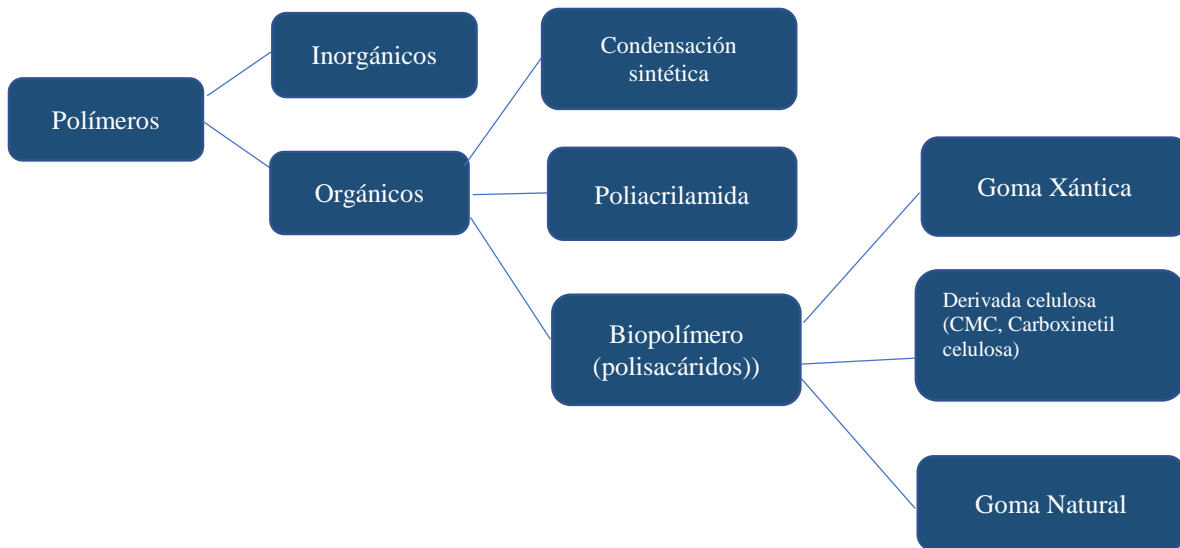 Polímeros
Inorgánicos
Orgánicos
Condensación
sintética
Poliacrilamida
Biopolímero
(polisacáridos))
Goma Xántica
Derivada celulosa
(CMC, Carboxinetil
celulosa)
Goma Natural